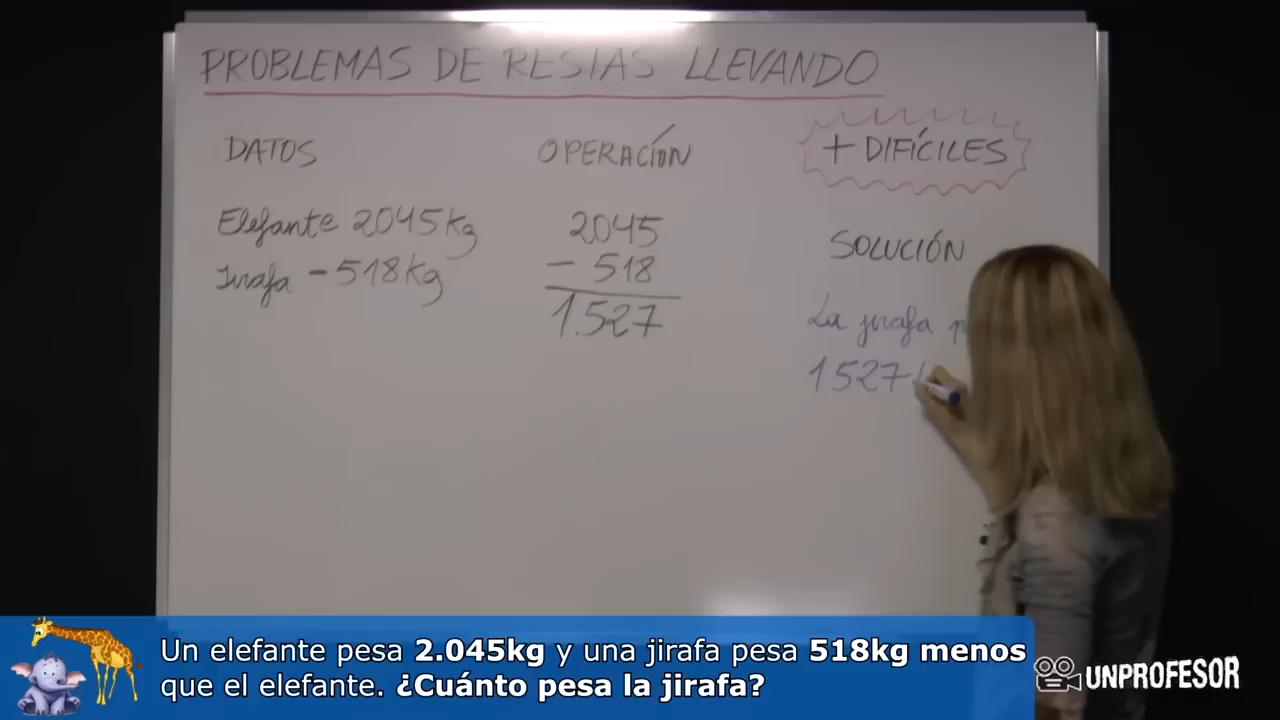 PROBLEMAS DE RESTAS LLEVANDO
DATOS
Elefante 2045 kg
Jirafa - 518 kg
OPERACIÓN
2045
- 518
1.527
+ DIFÍCILES
SOLUCIÓN
La jirafa
1527
Un elefante pesa 2.045kg y una jirafa pesa 518kg menos
que el elefante. ¿Cuánto pesa la jirafa?
UNPROFESOR